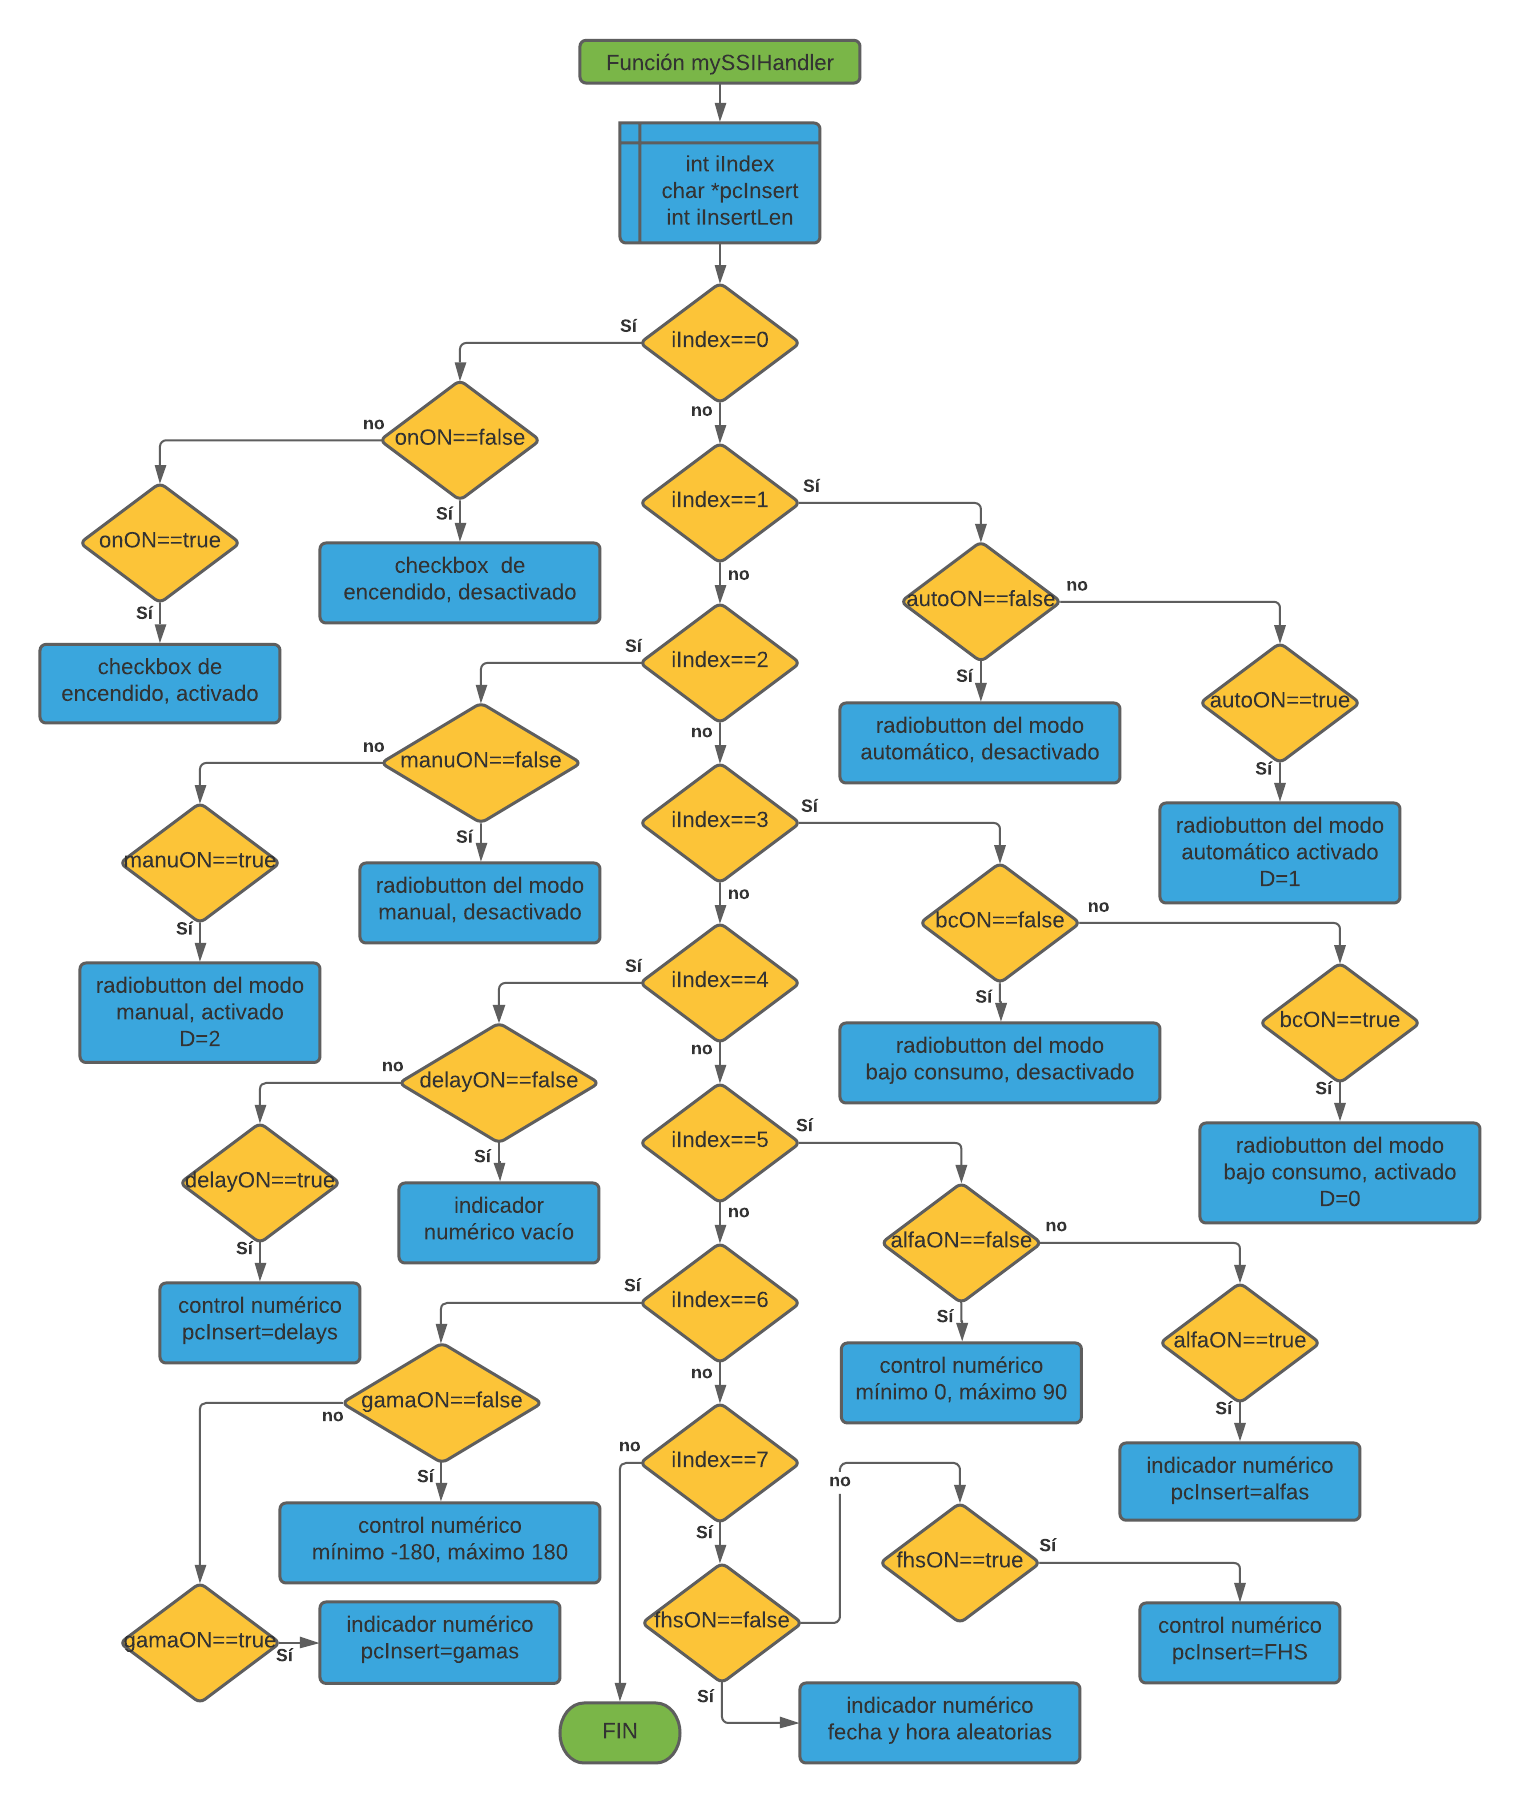 Función mySSIHandler
int iIndex
char *pcInsert
int iInsertLen
iIndex==0
Sí
no
onON==false
no
Sí
onON==true
Sí
checkbox de
encendido, activado
checkbox  de
encendido, desactivado
iIndex==1
Sí
no
autoON==false
no
Sí
radiobutton del modo
automático, desactivado
autoON==true
Sí
radiobutton del modo
automático activado
D=1
iIndex==2
Sí
no
manuON==false
no
Sí
radiobutton del modo
manual, desactivado
manuON==true
Sí
radiobutton del modo
manual, activado
D=2
iIndex==3
Sí
no
bcON==false
no
Sí
radiobutton del modo
bajo consumo, desactivado
bcON==true
Sí
radiobutton del modo
bajo consumo, activado
D=0
iIndex==4
Sí
no
delayON==false
no
Sí
indicador
numérico vacío
delayON==true
Sí
control numérico
pcInsert=delays
iIndex==5
Sí
no
alfaON==false
no
Sí
control numérico
mínimo 0, máximo 90
alfaON==true
Sí
indicador numérico
pcInsert=alfas
iIndex==6
Sí
no
gamaON==false
no
Sí
control numérico
mínimo -180, máximo 180
gamaON==true
Sí
indicador numérico
pcInsert=gamas
iIndex==7
no
Sí
fhsON==false
no
Sí
indicador numérico
fecha y hora aleatorias
fhsON==true
Sí
control numérico
pcInsert=FHS
FIN